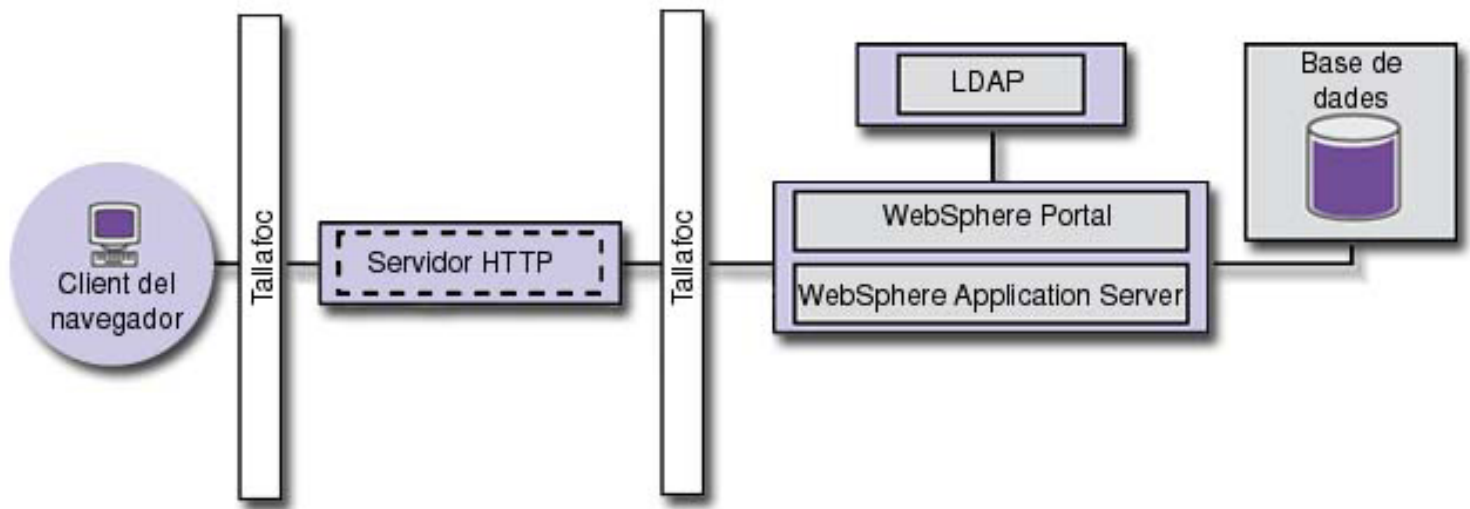 Client del
navegador
Tallafoc
Servidor HTTP
Tallafoc
LDAP
WebSphere Portal
WebSphere Application Server
Base de
dades